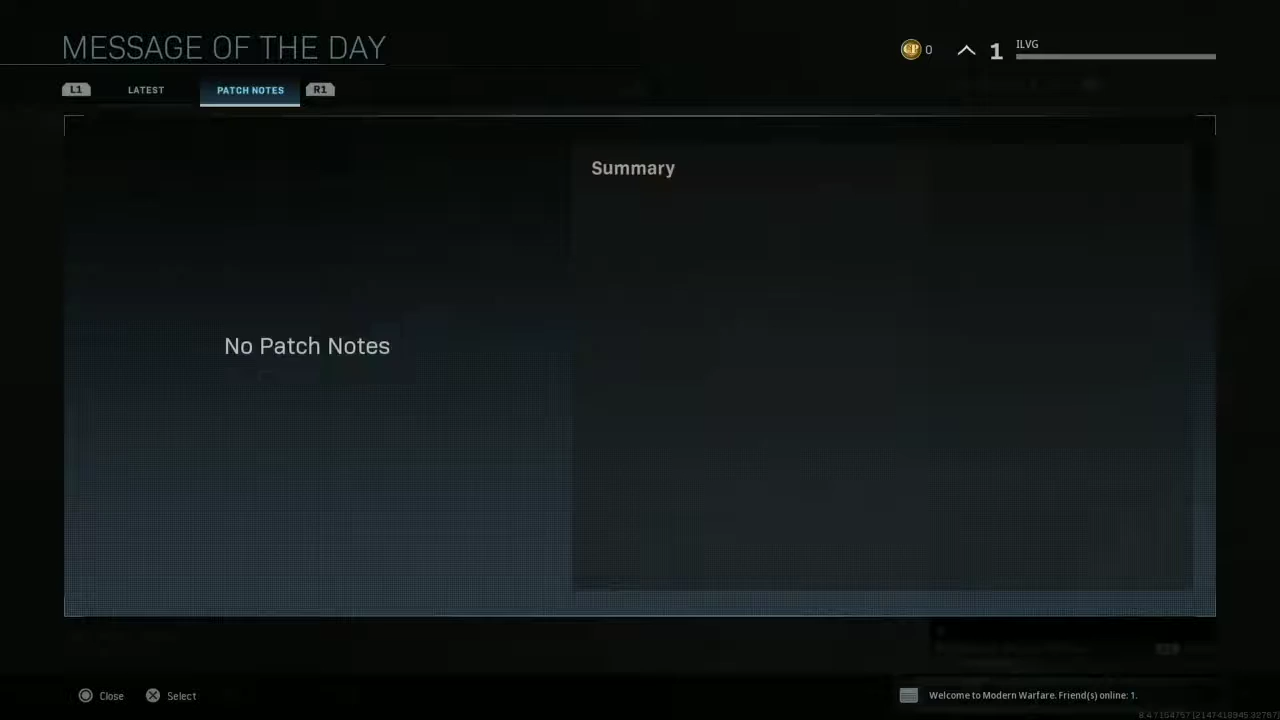 MESSAGE OF THE DAY
CP 0
1 ILVG
L1 LATEST PATCH NOTES R1
Summary
No Patch Notes
Close Select
Welcome to Modern Warfare. Friend(s) online: 1.